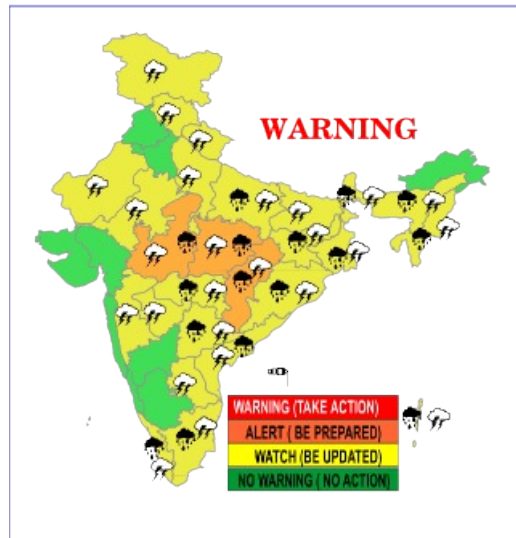 WARNING
WARNING (TAKE ACTION)
ALERT ( BE PREPARED)
WATCH (BE UPDATED)
NO WARNING ( NO ACTION)